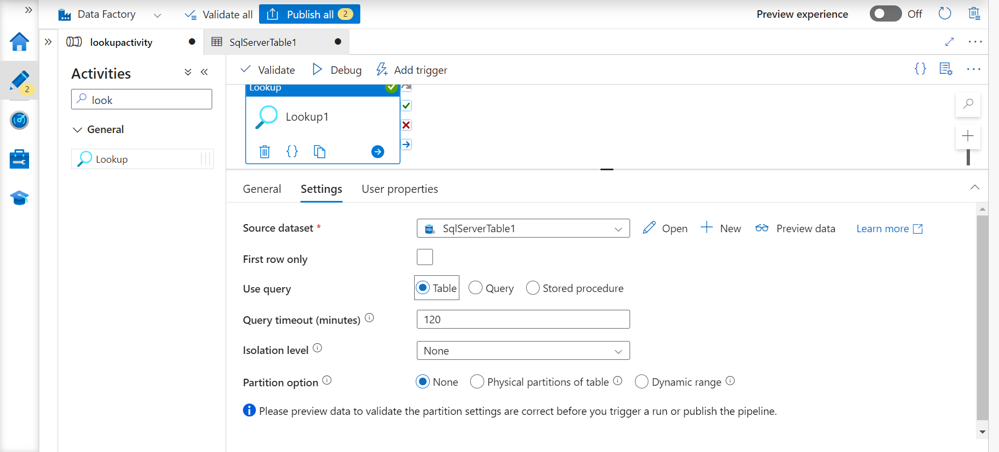 Data Factory
Validate all
Publish all 2
Preview experience
Off
2
lookupactivity
SqlServerTable1
Activities
look
General
Lookup
Validate
Debug
Add trigger
Lookup
Lookup1
General
Settings
User properties
Source dataset *
SQL
SqlServerTable1
Open
New
Preview data
Learn more
First row only
Use query
Table
Query
Stored procedure
Query timeout (minutes)
120
Isolation level
None
Partition option
None
Physical partitions of table
Dynamic range
Please preview data to validate the partition settings are correct before you trigger a run or publish the pipeline.